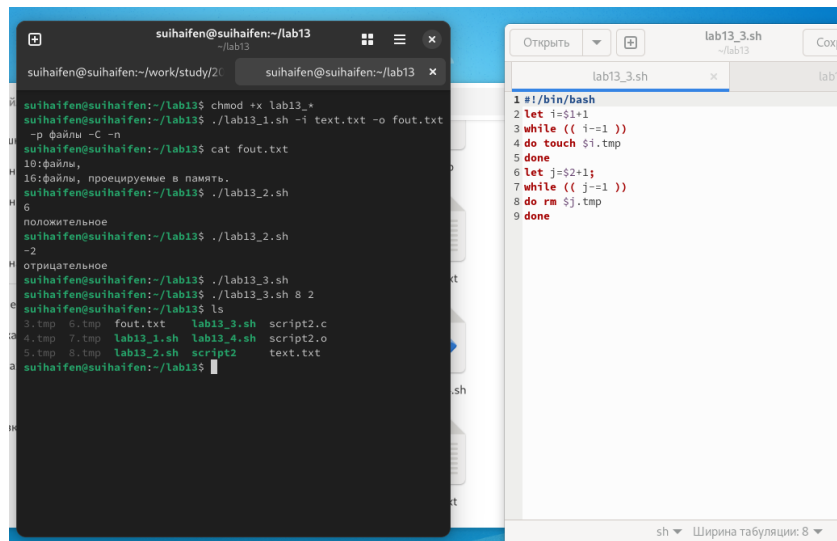 suihaifen@suihaifen:~/lab13
~/lab13
suihaifen@suihaifen:~/work/study/20
suihaifen@suihaifen:~/lab13
suihaifen@suihaifen:~/lab13$ chmod +x lab13_*
suihaifen@suihaifen:~/lab13$ ./lab13_1.sh -i text.txt -o fout.txt
-p файлы -C -n
suihaifen@suihaifen:~/lab13$ cat fout.txt
10:файлы,
16:файлы, проецируемые в память.
suihaifen@suihaifen:~/lab13$ ./lab13_2.sh
6
положительное
suihaifen@suihaifen:~/lab13$ ./lab13_2.sh
-2
отрицательное
suihaifen@suihaifen:~/lab13$ ./lab13_3.sh
suihaifen@suihaifen:~/lab13$ ./lab13_3.sh 8 2
suihaifen@suihaifen:~/lab13$ ls
3.tmp 6.tmp fout.txt lab13_3.sh script2.c
4.tmp 7.tmp lab13_1.sh lab13_4.sh script2.o
5.tmp 8.tmp lab13_2.sh script2 text.txt
suihaifen@suihaifen:~/lab13$
.sh
Открыть
lab13_3.sh
~/lab13
Сох
lab13_3.sh
lab
1 #!/bin/bash
2 let i=$1+1
3 while (( i-=1 ))
4 do touch $i.tmp
5 done
6 let j=$2+1;
7 while (( j-=1 ))
8 do rm $j.tmp
9 done
sh
Ширина табуляции: 8